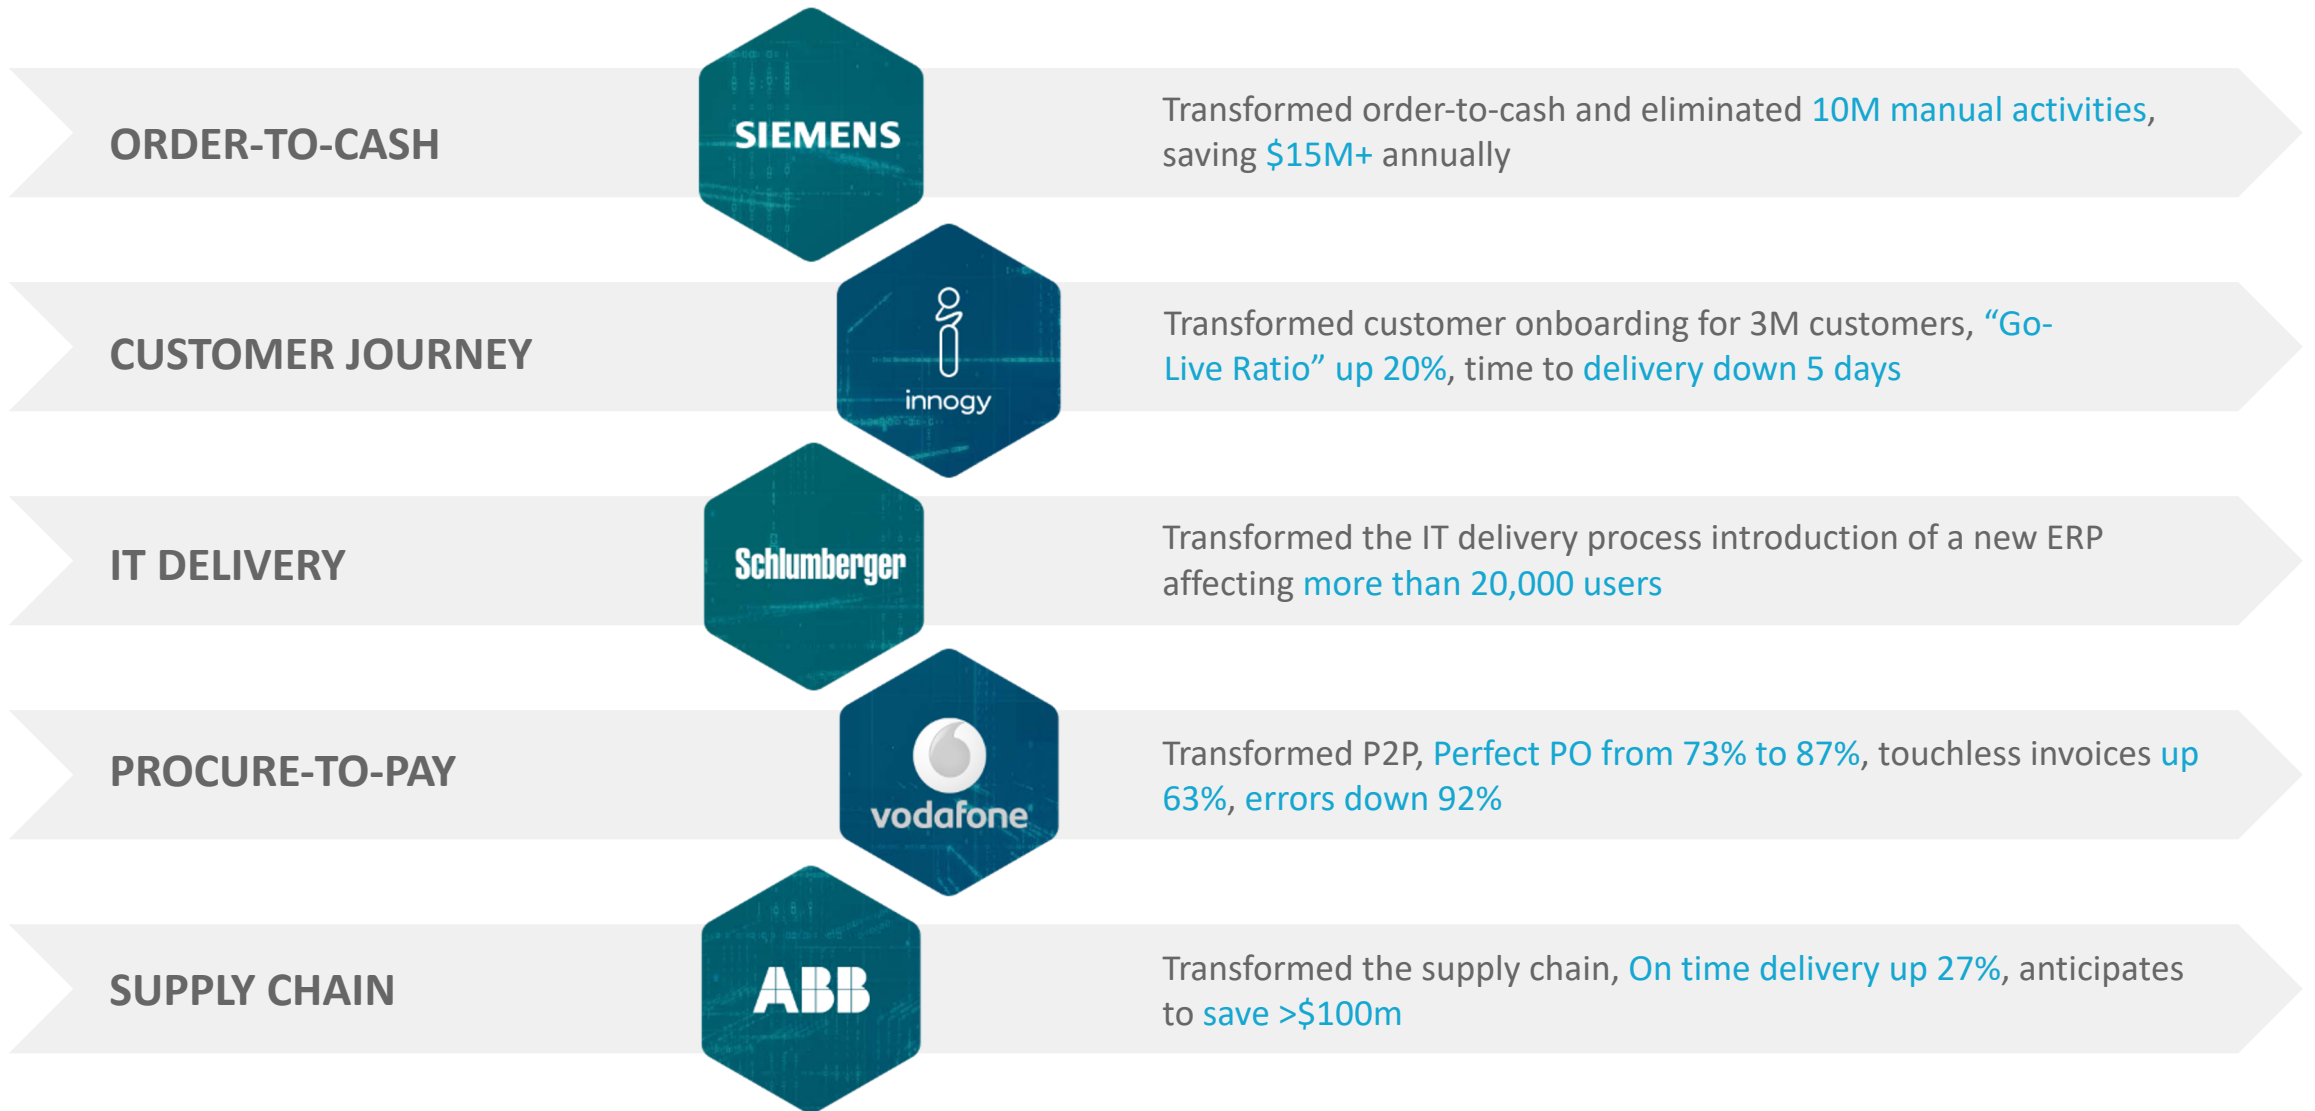 ORDER-TO-CASH
SIEMENS
Transformed order-to-cash and eliminated 10M manual activities,
saving $15M+ annually
CUSTOMER JOURNEY
innogy
Transformed customer onboarding for 3M customers, “Go-
Live Ratio” up 20%, time to delivery down 5 days
IT DELIVERY
Schlumberger
Transformed the IT delivery process introduction of a new ERP
affecting more than 20,000 users
PROCURE-TO-PAY
vodafone
Transformed P2P, Perfect PO from 73% to 87%, touchless invoices up
63%, errors down 92%
SUPPLY CHAIN
ABB
Transformed the supply chain, On time delivery up 27%, anticipates
to save >$100m